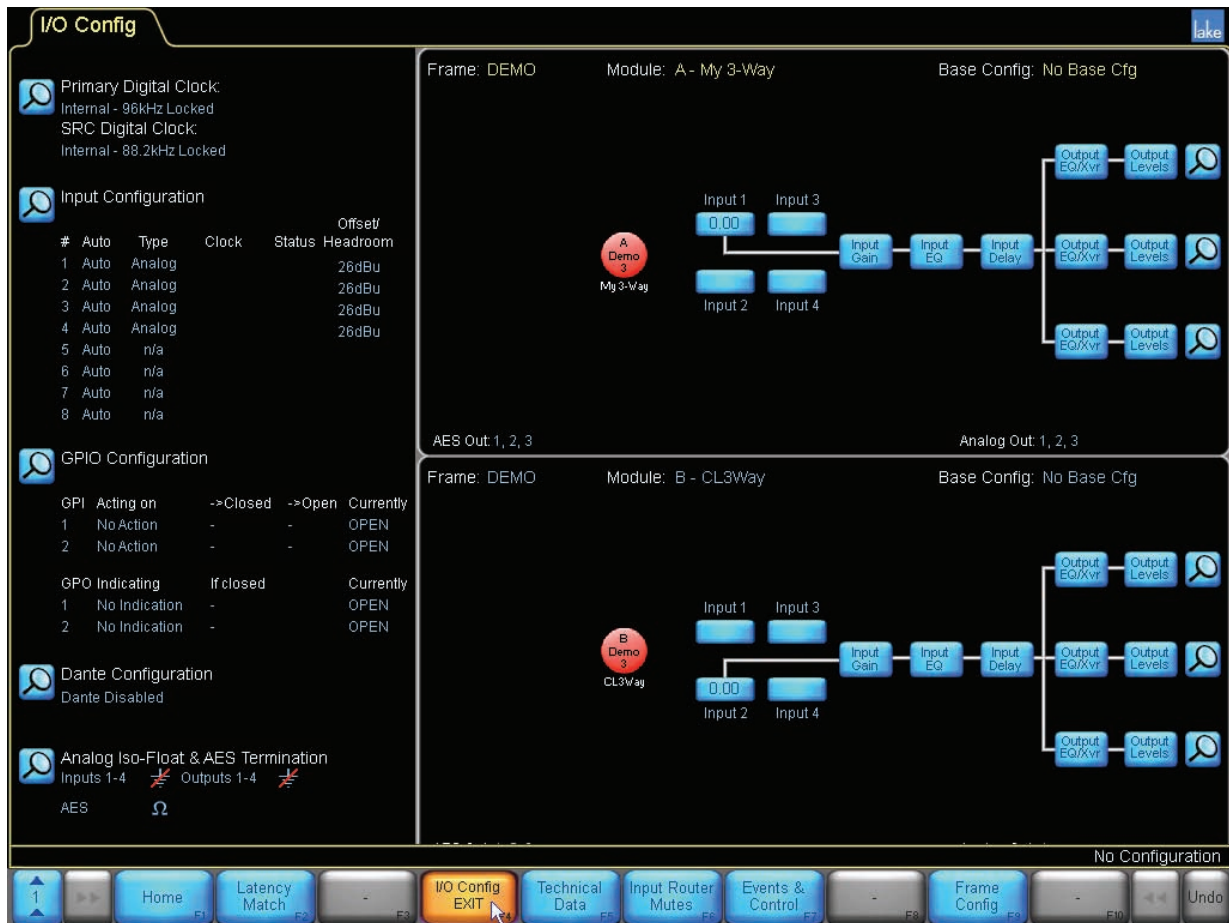 I/O Config
lake
Primary Digital Clock:
Internal - 96kHz Locked
SRC Digital Clock:
Internal - 88.2kHz Locked
Input Configuration
Offset/
# Auto Type Clock Status Headroom
1 Auto Analog 26dBu
2 Auto Analog 26dBu
3 Auto Analog 26dBu
4 Auto Analog 26dBu
5 Auto n/a
6 Auto n/a
7 Auto n/a
8 Auto n/a
GPIO Configuration
GPI Acting on ->Closed ->Open Currently
1 No Action - - OPEN
2 No Action - - OPEN
GPO Indicating If closed Currently
1 No Indication - OPEN
2 No Indication - OPEN
Dante Configuration
Dante Disabled
Analog Iso-Float & AES Termination
Inputs 1-4 Outputs 1-4
AES Ω
Frame: DEMO Module: A - My 3-Way Base Config: No Base Cfg
Output EQ/Xvr Output Levels
Input 1 Input 3
0.00
A
Demo
3
My 3-Way
Input Gain Input EQ Input Delay Output EQ/Xvr Output Levels
Input 2 Input 4
Output EQ/Xvr Output Levels
AES Out: 1, 2, 3 Analog Out: 1, 2, 3
Frame: DEMO Module: B - CL3Way Base Config: No Base Cfg
Output EQ/Xvr Output Levels
Input 1 Input 3
B
Demo
3
CL3Way
Input Gain Input EQ Input Delay Output EQ/Xvr Output Levels
0.00
Input 2 Input 4
Output EQ/Xvr Output Levels
No Configuration
1 Home F1 Latency Match F2 - F3 I/O Config EXIT F4 Technical Data F5 Input Router Mutes F6 Events & Control F7 - F8 Frame Config F9 - F10 Undo